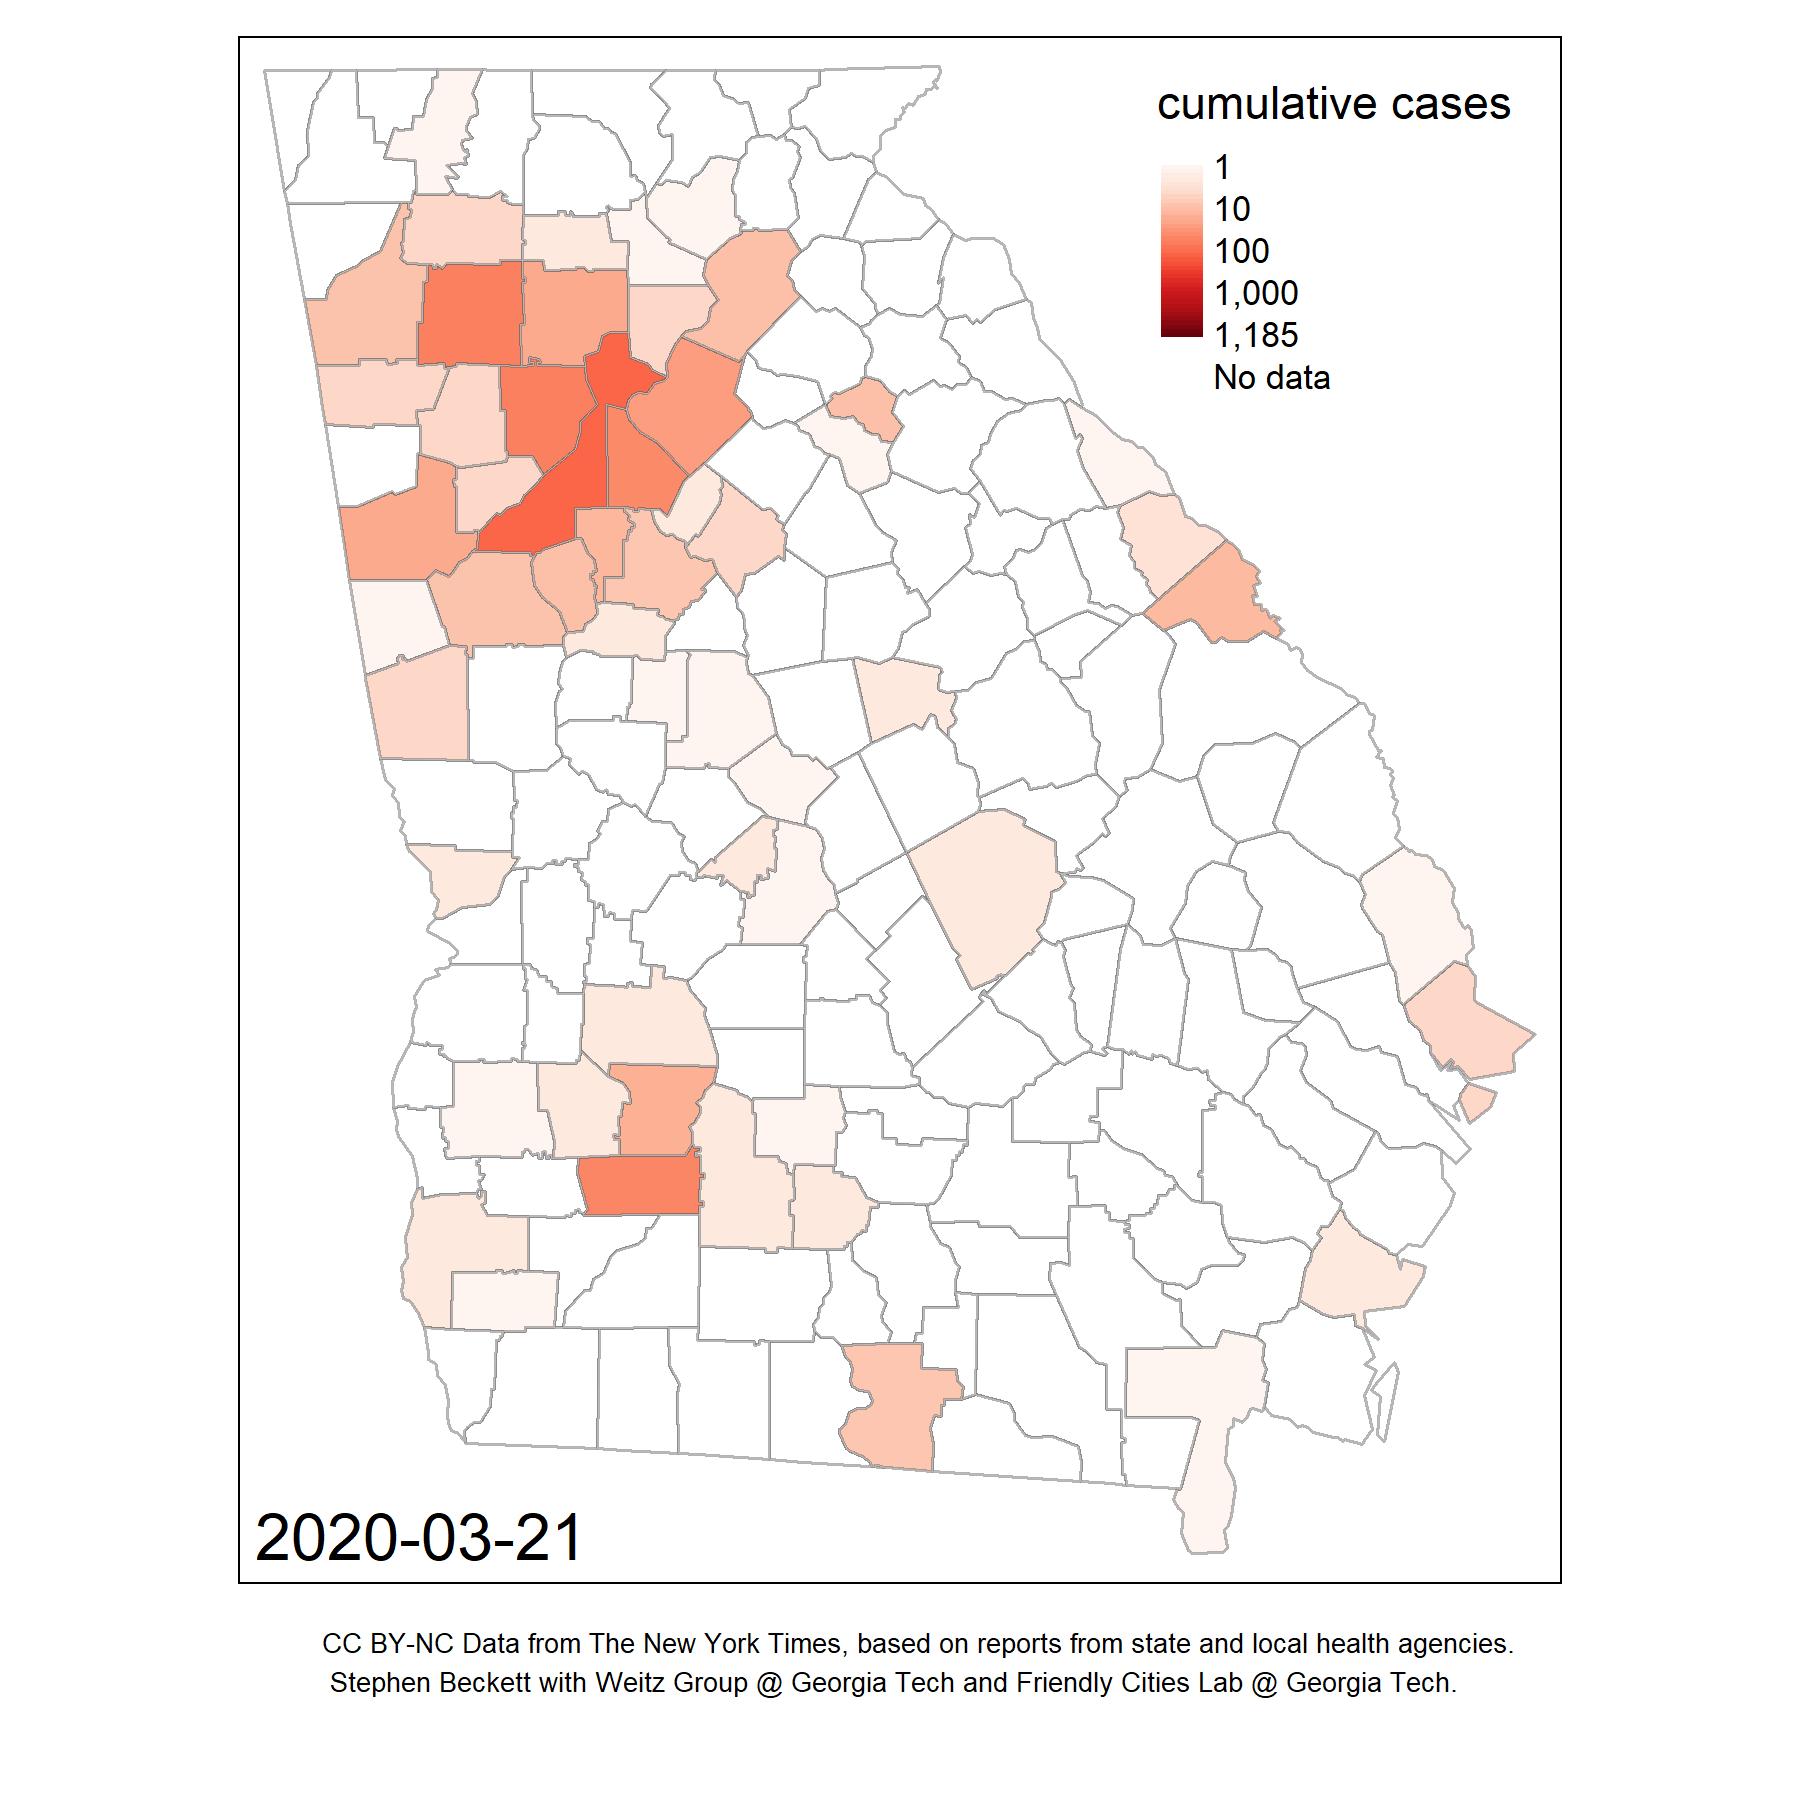 cumulative cases
1
10
100
1,000
1,185
No data
2020-03-21
CC BY-NC Data from The New York Times, based on reports from state and local health agencies.
Stephen Beckett with Weitz Group @ Georgia Tech and Friendly Cities Lab @ Georgia Tech.